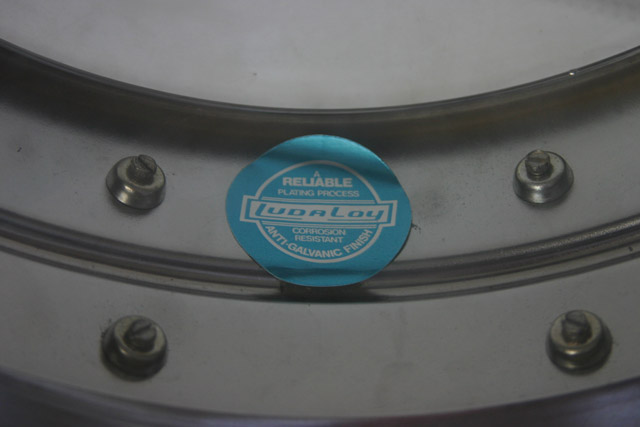 A
RELIABLE
PLATING PROCESS
LUDALOY
CORROSION
RESISTANT
ANTI-GALVANIC FINISH